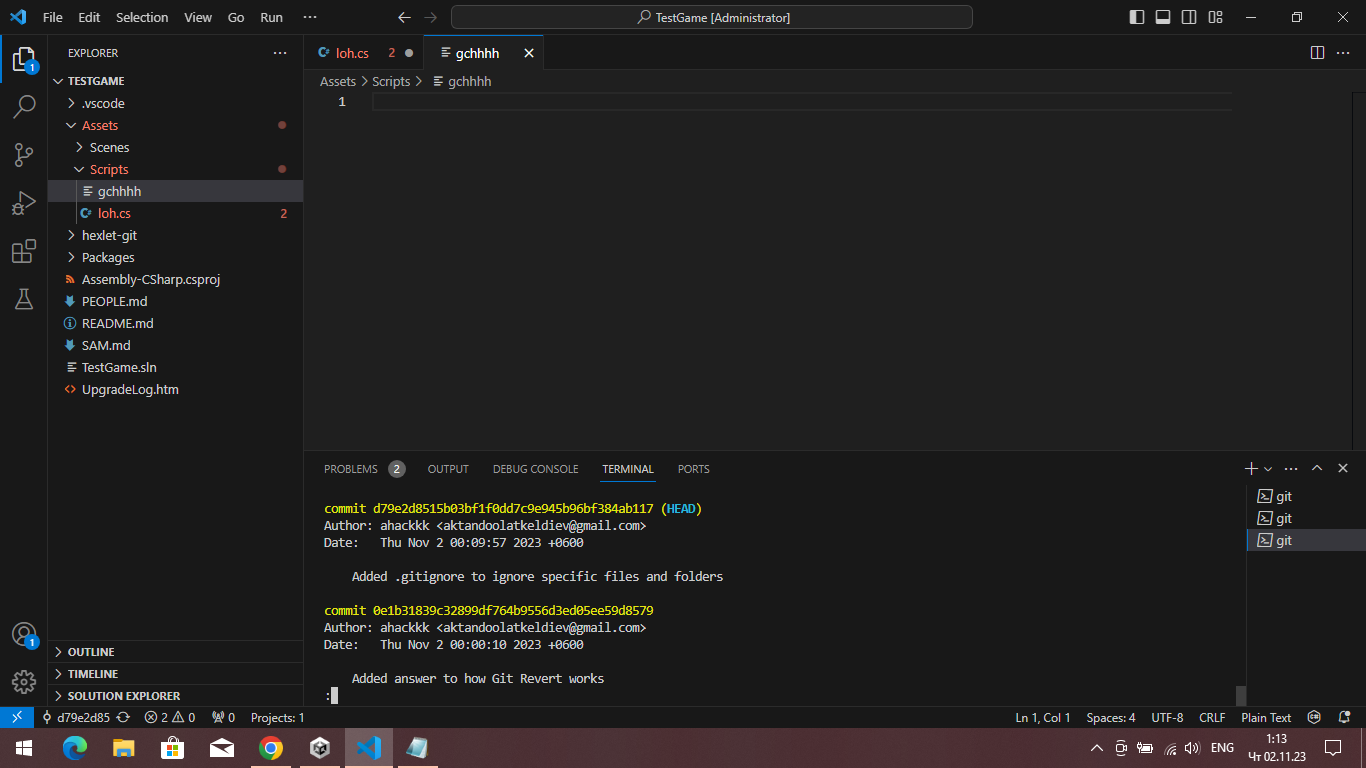 File Edit Selection View Go Run ··· TestGame [Administrator]
EXPLORER ···
TESTGAME
.vscode
Assets
Scenes
Scripts
gchhhh
loh.cs 2
hexlet-git
Packages
Assembly-CSharp.csproj
PEOPLE.md
README.md
SAM.md
TestGame.sln
UpgradeLog.htm
OUTLINE
TIMELINE
SOLUTION EXPLORER
1
1
loh.cs 2 gchhhh
Assets > Scripts > gchhhh
1
PROBLEMS 2 OUTPUT DEBUG CONSOLE TERMINAL PORTS
commit d79e2d8515b03bf1f0dd7c9e945b96bf384ab117 (HEAD)
Author: ahackkk <aktandoolatkeldiev@gmail.com>
Date: Thu Nov 2 00:09:57 2023 +0600
Added .gitignore to ignore specific files and folders
commit 0e1b31839c32899df764b9556d3ed05ee59d8579
Author: ahackkk <aktandoolatkeldiev@gmail.com>
Date: Thu Nov 2 00:00:10 2023 +0600
Added answer to how Git Revert works
:
git
git
git
d79e2d85 2 0 0 Projects: 1 Ln 1, Col 1 Spaces: 4 UTF-8 CRLF Plain Text
ENG
1:13
Чт 02.11.23